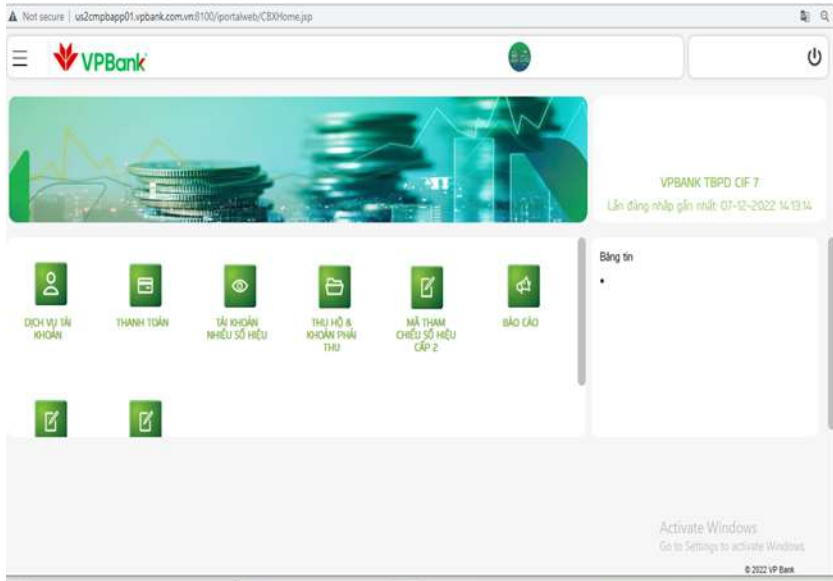 Not secure | us2cmpbapp01.vpbank.com.vn:8100/iportalweb/CBXHome.jsp
VPBank
VPBANK TBPD CIF 7
Lần đăng nhập gần nhất: 07-12-2022 14:13:14
Bảng tin
DỊCH VỤ TÀI
KHOẢN
THANH TOÁN
TÀI KHOẢN
NHIỀU SỐ HIỆU
THU HỘ &
KHOẢN PHẢI
THU
MÃ THAM
CHIẾU SỐ HIỆU
CẤP 2
BÁO CÁO
Activate Windows
Go to Settings to activate Windows.
© 2022 VP Bank